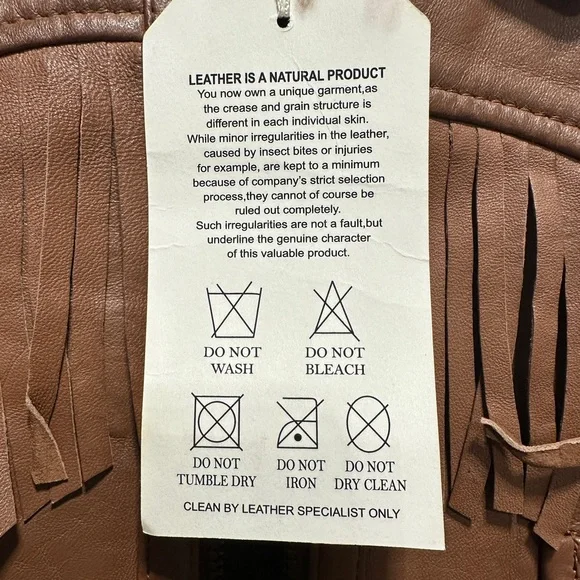 LEATHER IS A NATURAL PRODUCT
You now own a unique garment,as
the crease and grain structure is
different in each individual skin.
While minor irregularities in the leather,
caused by insect bites or injuries
for example, are kept to a minimum
because of company's strict selection
process,they cannot of course be
ruled out completely.
Such irregularities are not a fault,but
underline the genuine character
of this valuable product.
DO NOT WASH
DO NOT BLEACH
DO NOT TUMBLE DRY
DO NOT IRON
DO NOT DRY CLEAN
CLEAN BY LEATHER SPECIALIST ONLY